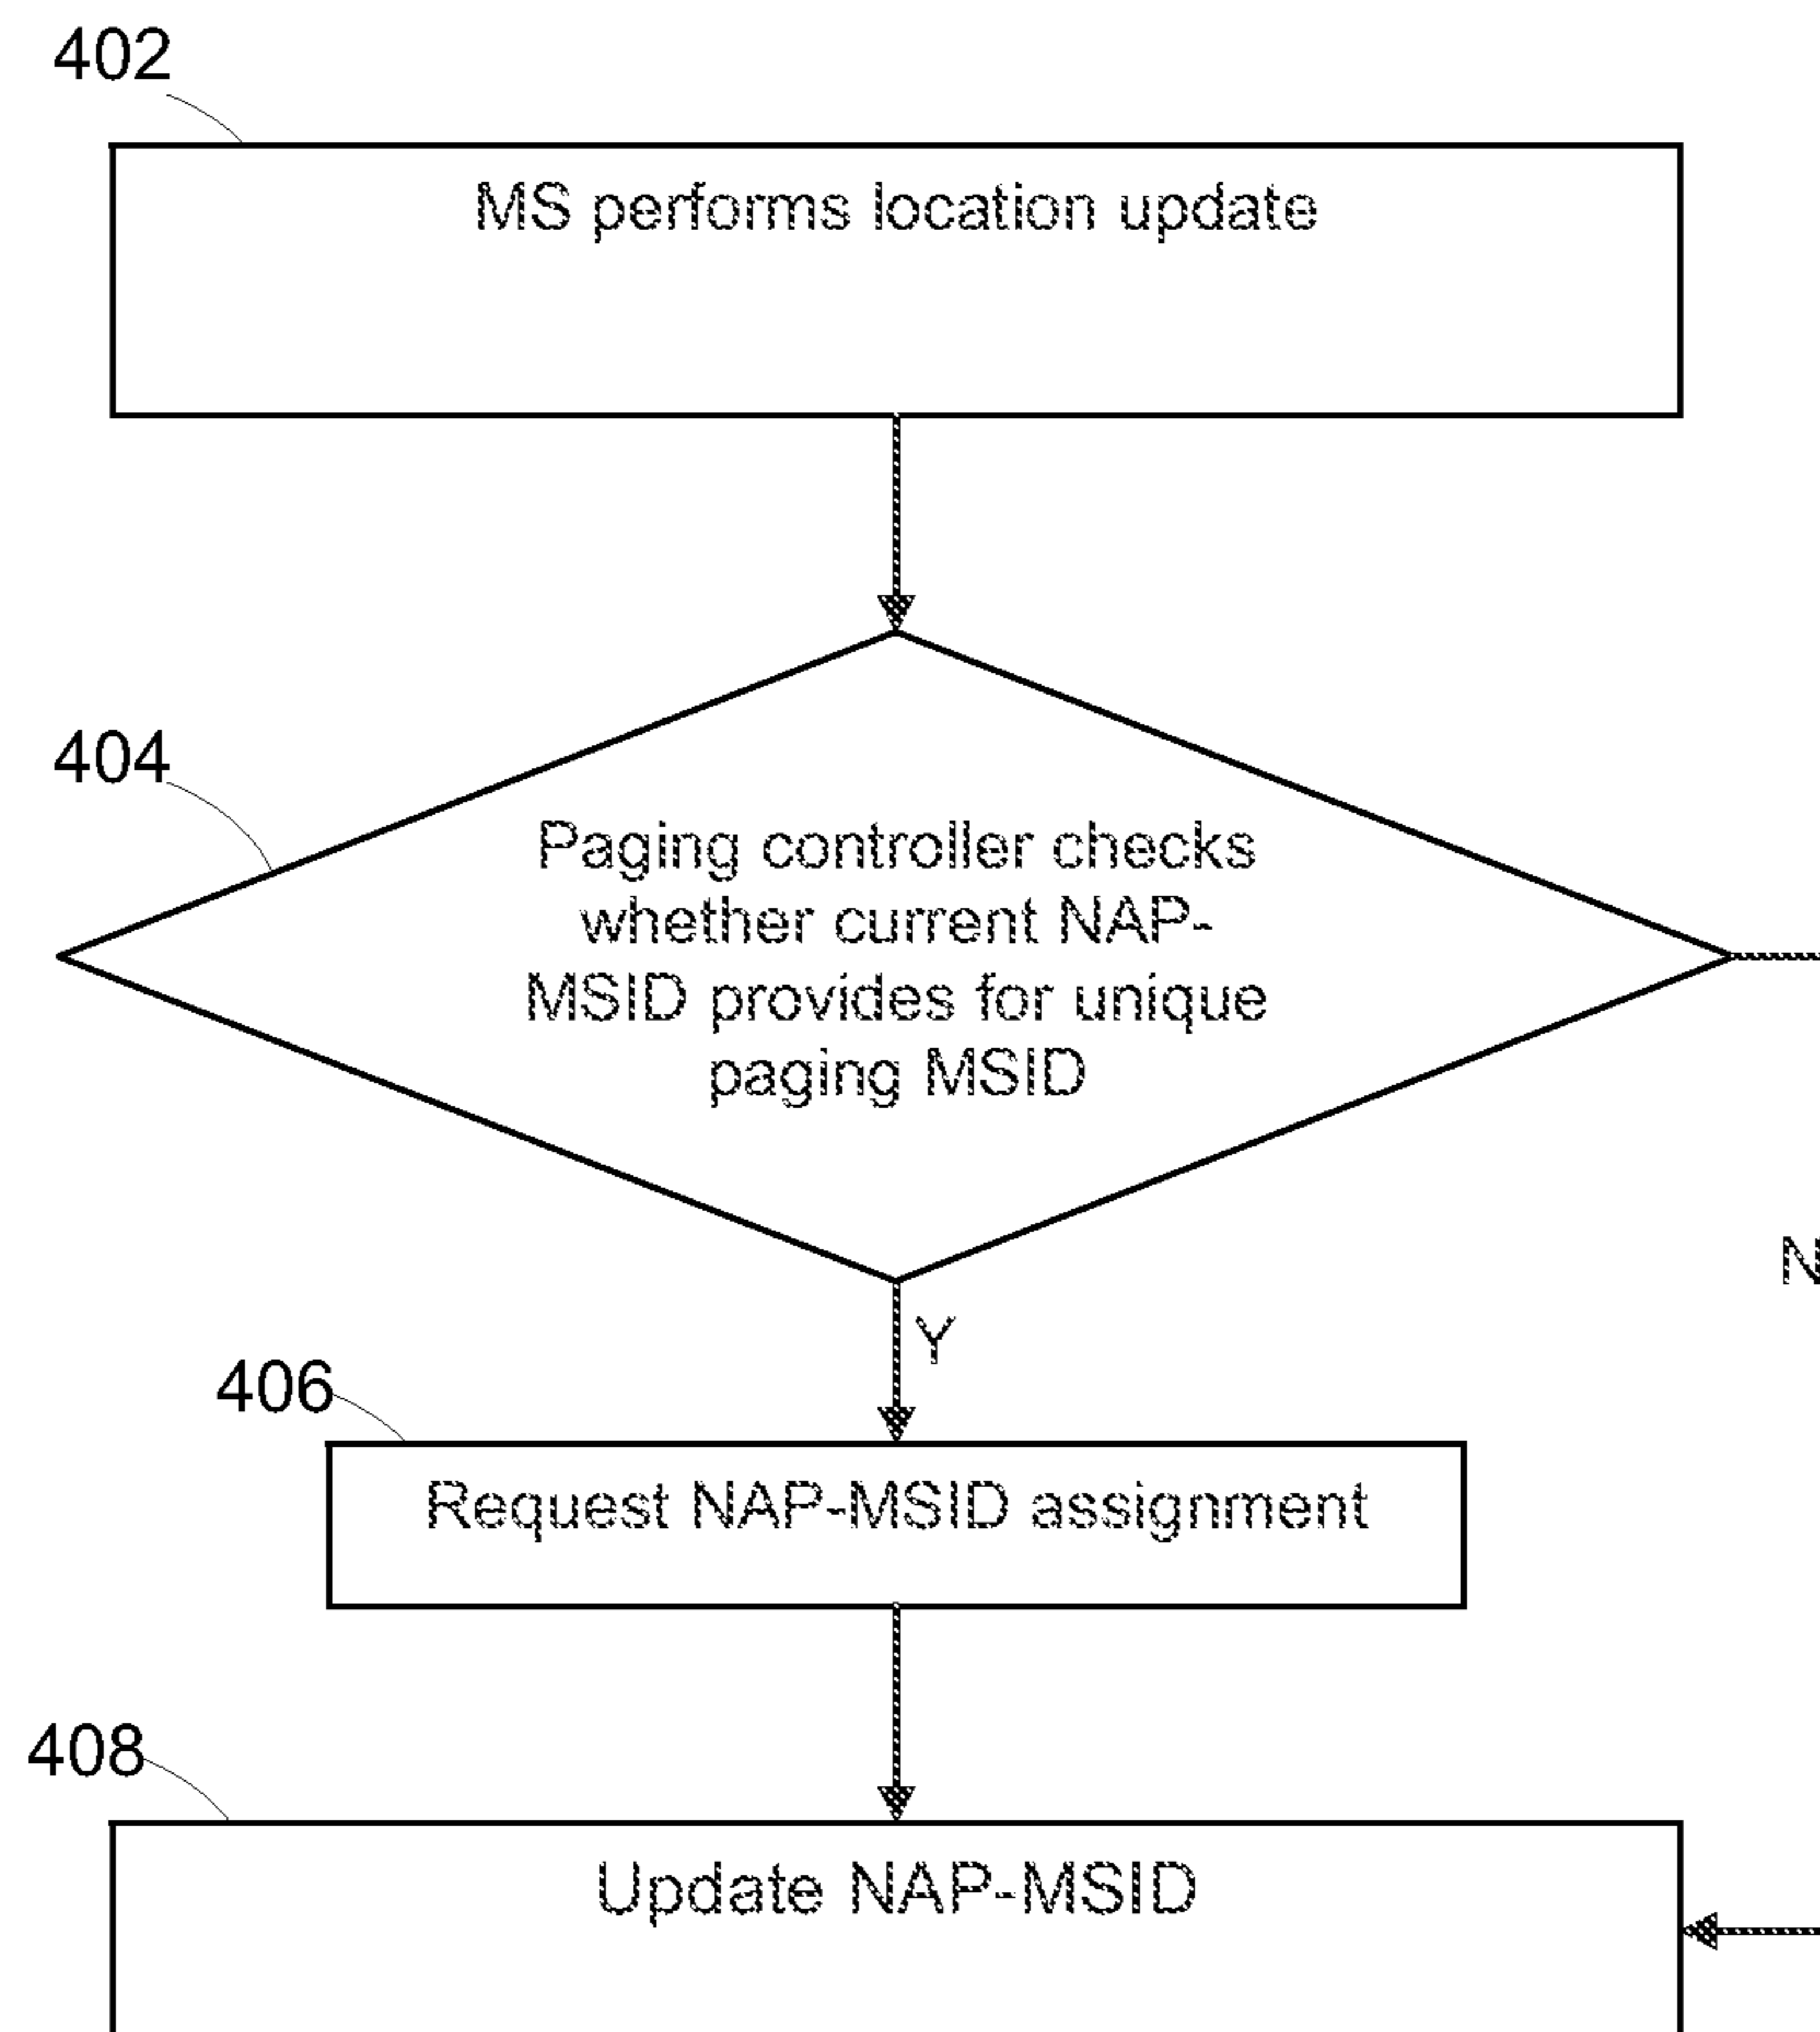 402
MS performs location update
404
Paging controller checks
whether current NAP-
MSID provides for unique
paging MSID
N
Y
406
Request NAP-MSID assignment
408
Update NAP-MSID